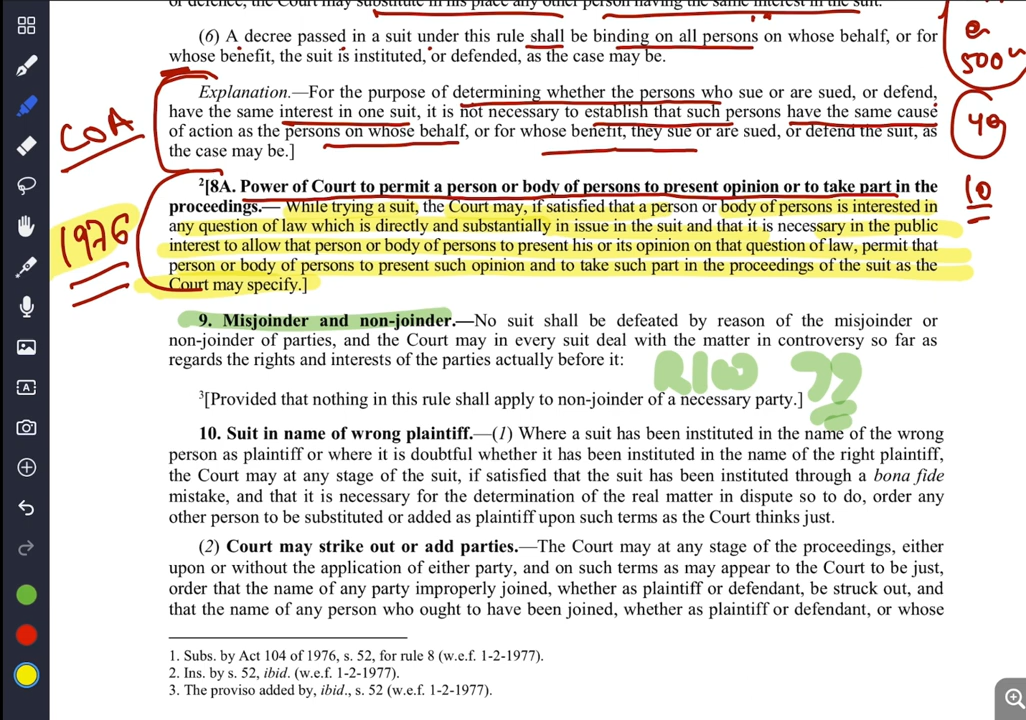 of defence, the Court may substitute in his place any other person having the same interest in the suit.
(6) A decree passed in a suit under this rule shall be binding on all persons on whose behalf, or for
whose benefit, the suit is instituted, or defended, as the case may be.
500
Explanation.—For the purpose of determining whether the persons who sue or are sued, or defend,
have the same interest in one suit, it is not necessary to establish that such persons have the same cause
of action as the persons on whose behalf, or for whose benefit, they sue or are sued, or defend the suit, as
the case may be.]
COA
10
2[8A. Power of Court to permit a person or body of persons to present opinion or to take part in the
proceedings.— While trying a suit, the Court may, if satisfied that a person or body of persons is interested in
any question of law which is directly and substantially in issue in the suit and that it is necessary in the public
interest to allow that person or body of persons to present his or its opinion on that question of law, permit that
person or body of persons to present such opinion and to take such part in the proceedings of the suit as the
Court may specify.]
1976
9. Misjoinder and non-joinder.—No suit shall be defeated by reason of the misjoinder or
non-joinder of parties, and the Court may in every suit deal with the matter in controversy so far as
regards the rights and interests of the parties actually before it:
3[Provided that nothing in this rule shall apply to non-joinder of a necessary party.]
10. Suit in name of wrong plaintiff.—(1) Where a suit has been instituted in the name of the wrong
person as plaintiff or where it is doubtful whether it has been instituted in the name of the right plaintiff,
the Court may at any stage of the suit, if satisfied that the suit has been instituted through a bona fide
mistake, and that it is necessary for the determination of the real matter in dispute so to do, order any
other person to be substituted or added as plaintiff upon such terms as the Court thinks just.
(2) Court may strike out or add parties.—The Court may at any stage of the proceedings, either
upon or without the application of either party, and on such terms as may appear to the Court to be just,
order that the name of any party improperly joined, whether as plaintiff or defendant, be struck out, and
that the name of any person who ought to have been joined, whether as plaintiff or defendant, or whose
1. Subs. by Act 104 of 1976, s. 52, for rule 8 (w.e.f. 1-2-1977).
2. Ins. by s. 52, ibid. (w.e.f. 1-2-1977).
3. The proviso added by, ibid., s. 52 (w.e.f. 1-2-1977).